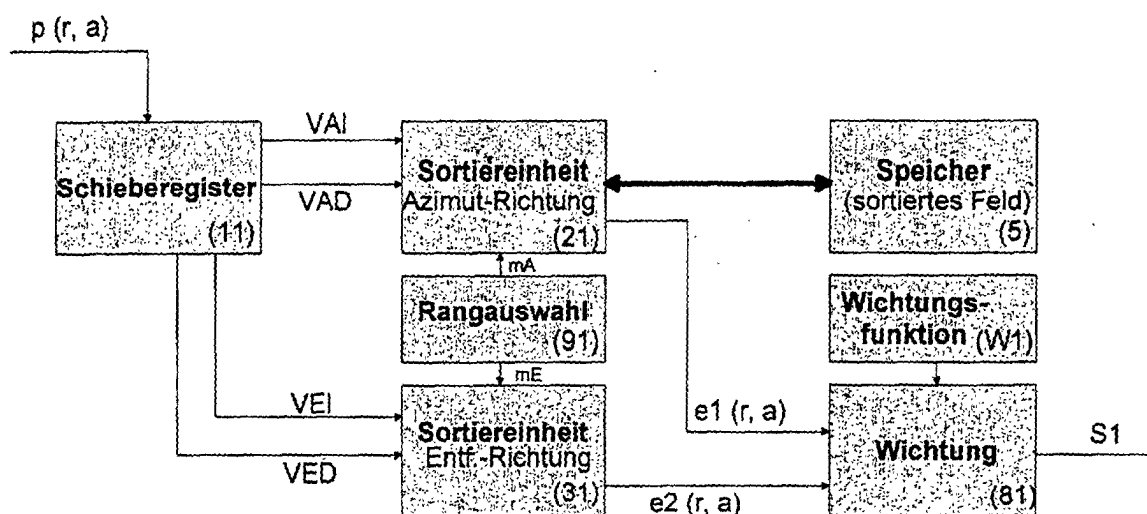 p (r, a)
Schieberegister
(11)
VAI
VAD
Sortiereinheit
Azimut-Richtung
(21)
Speicher
(sortiertes Feld)
(5)
mA
Rangauswahl
(91)
mE
Wichtungs-
funktion (W1)
VEI
VED
Sortiereinheit
Entf.-Richtung
(31)
e1 (r, a)
e2 (r, a)
Wichtung
(81)
S1